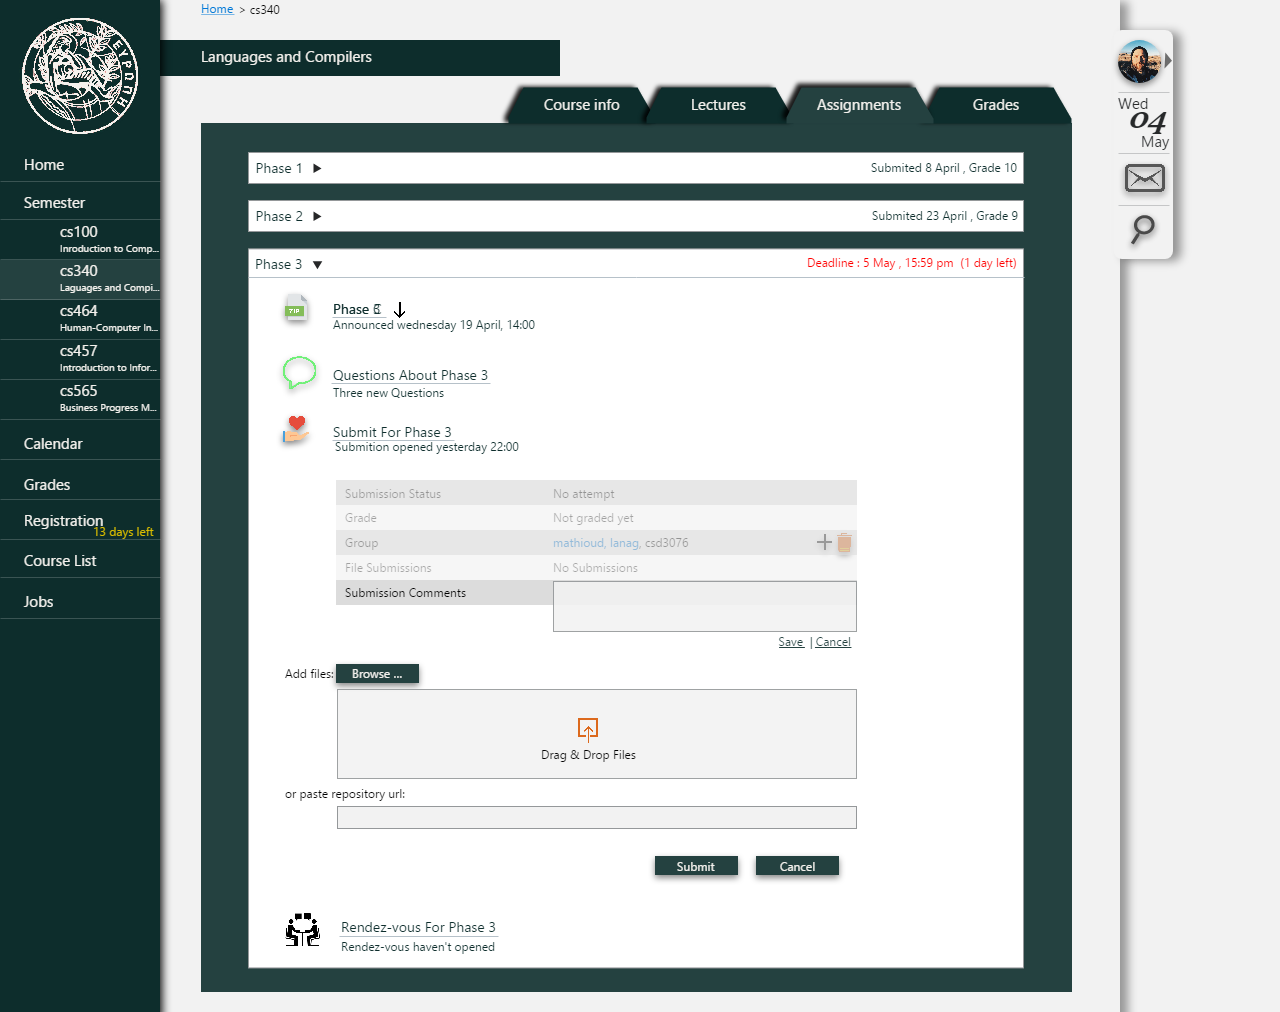 Home > cs340
ΕΥΡΩΠΗ
Languages and Compilers
Course info
Lectures
Assignments
Grades
Home
Semester
cs100
Inroduction to Comp...
cs340
Laguages and Compi...
cs464
Human-Computer In...
cs457
Introduction to Infor...
cs565
Business Progress M...
Calendar
Grades
Registration
13 days left
Course List
Jobs
Phase 1
Submited 8 April , Grade 10
Phase 2
Submited 23 April , Grade 9
Phase 3
Deadline : 5 May , 15:59 pm (1 day left)
ZIP
Phase
Announced wednesday 19 April, 14:00
Questions About Phase 3
Three new Questions
Submit For Phase 3
Submition opened yesterday 22:00
Submission Status No attempt
Grade Not graded yet
Group mathioud, lanag, csd3076
File Submissions No Submissions
Submission Comments
Save | Cancel
Add files: Browse ...
Drag & Drop Files
or paste repository url:
Submit
Cancel
Rendez-vous For Phase 3
Rendez-vous haven't opened
Wed
04
May